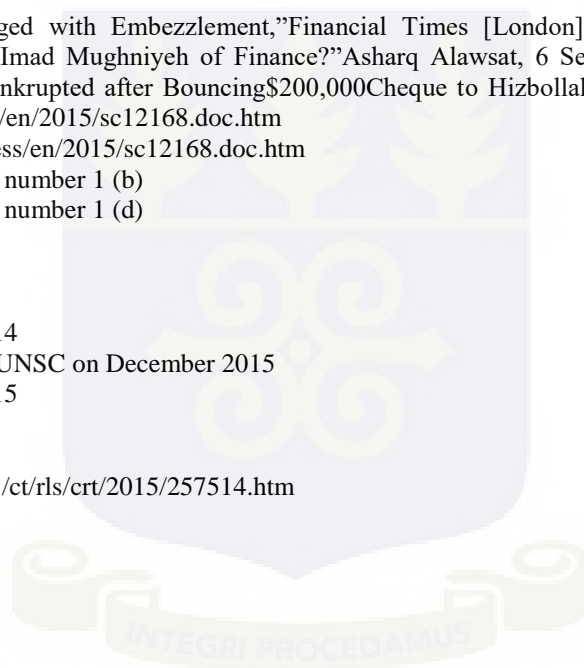 ged with Embezzlement,”Financial Times [London]
Imad Mughniyeh of Finance?”Asharq Alawsat, 6 Se
nkrupted after Bouncing$200,000Cheque to Hizbollal
/en/2015/sc12168.doc.htm
ess/en/2015/sc12168.doc.htm
number 1 (b)
number 1 (d)
14
UNSC on December 2015
15
/ct/rls/crt/2015/257514.htm
INTEGRI PROCEDAMUS